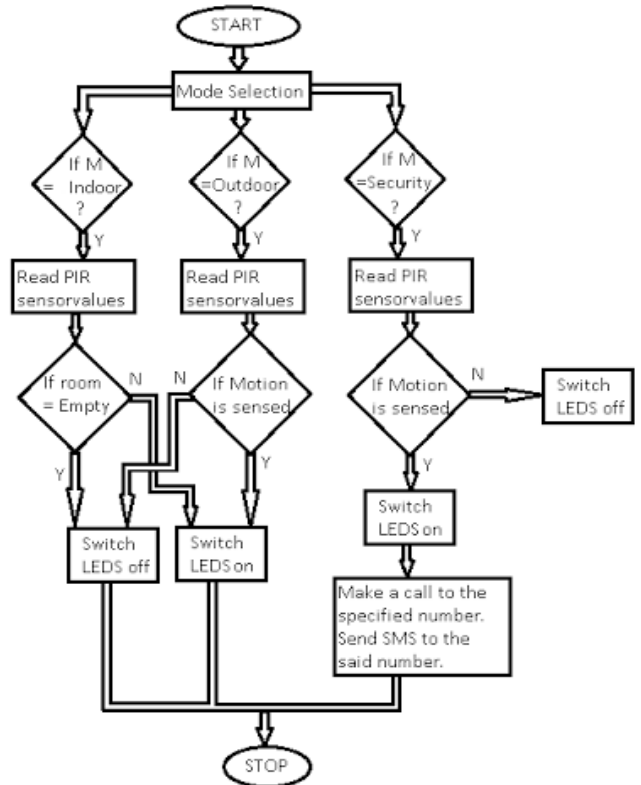 START
Mode Selection
If M
= Indoor
?
If M
=Outdoor
?
If M
=Security
?
Y
Y
Y
Read PIR
sensorvalues
Read PIR
sensorvalues
Read PIR
sensorvalues
If room
= Empty
N
N
If Motion
is sensed
If Motion
is sensed
N
Switch
LEDS off
Y
Y
Y
Switch
LEDS off
Switch
LEDS on
Switch
LEDS on
Make a call to the
specified number.
Send SMS to the
said number.
STOP